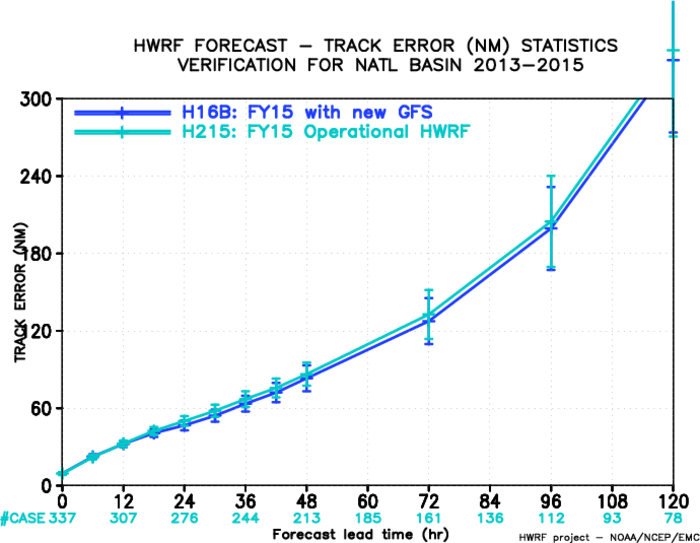 HWRF FORECAST – TRACK ERROR (NM) STATISTICS
VERIFICATION FOR NATL BASIN 2013–2015
H16B: FY15 with new GFS
H215: FY15 Operational HWRF
TRACK ERROR (NM)
300
240
180
120
60
0
0 12 24 36 48 60 72 84 96 108 120
#CASE 337 307 276 244 213 185 161 136 112 93 78
Forecast lead time (hr)
HWRF project – NOAA/NCEP/EMC